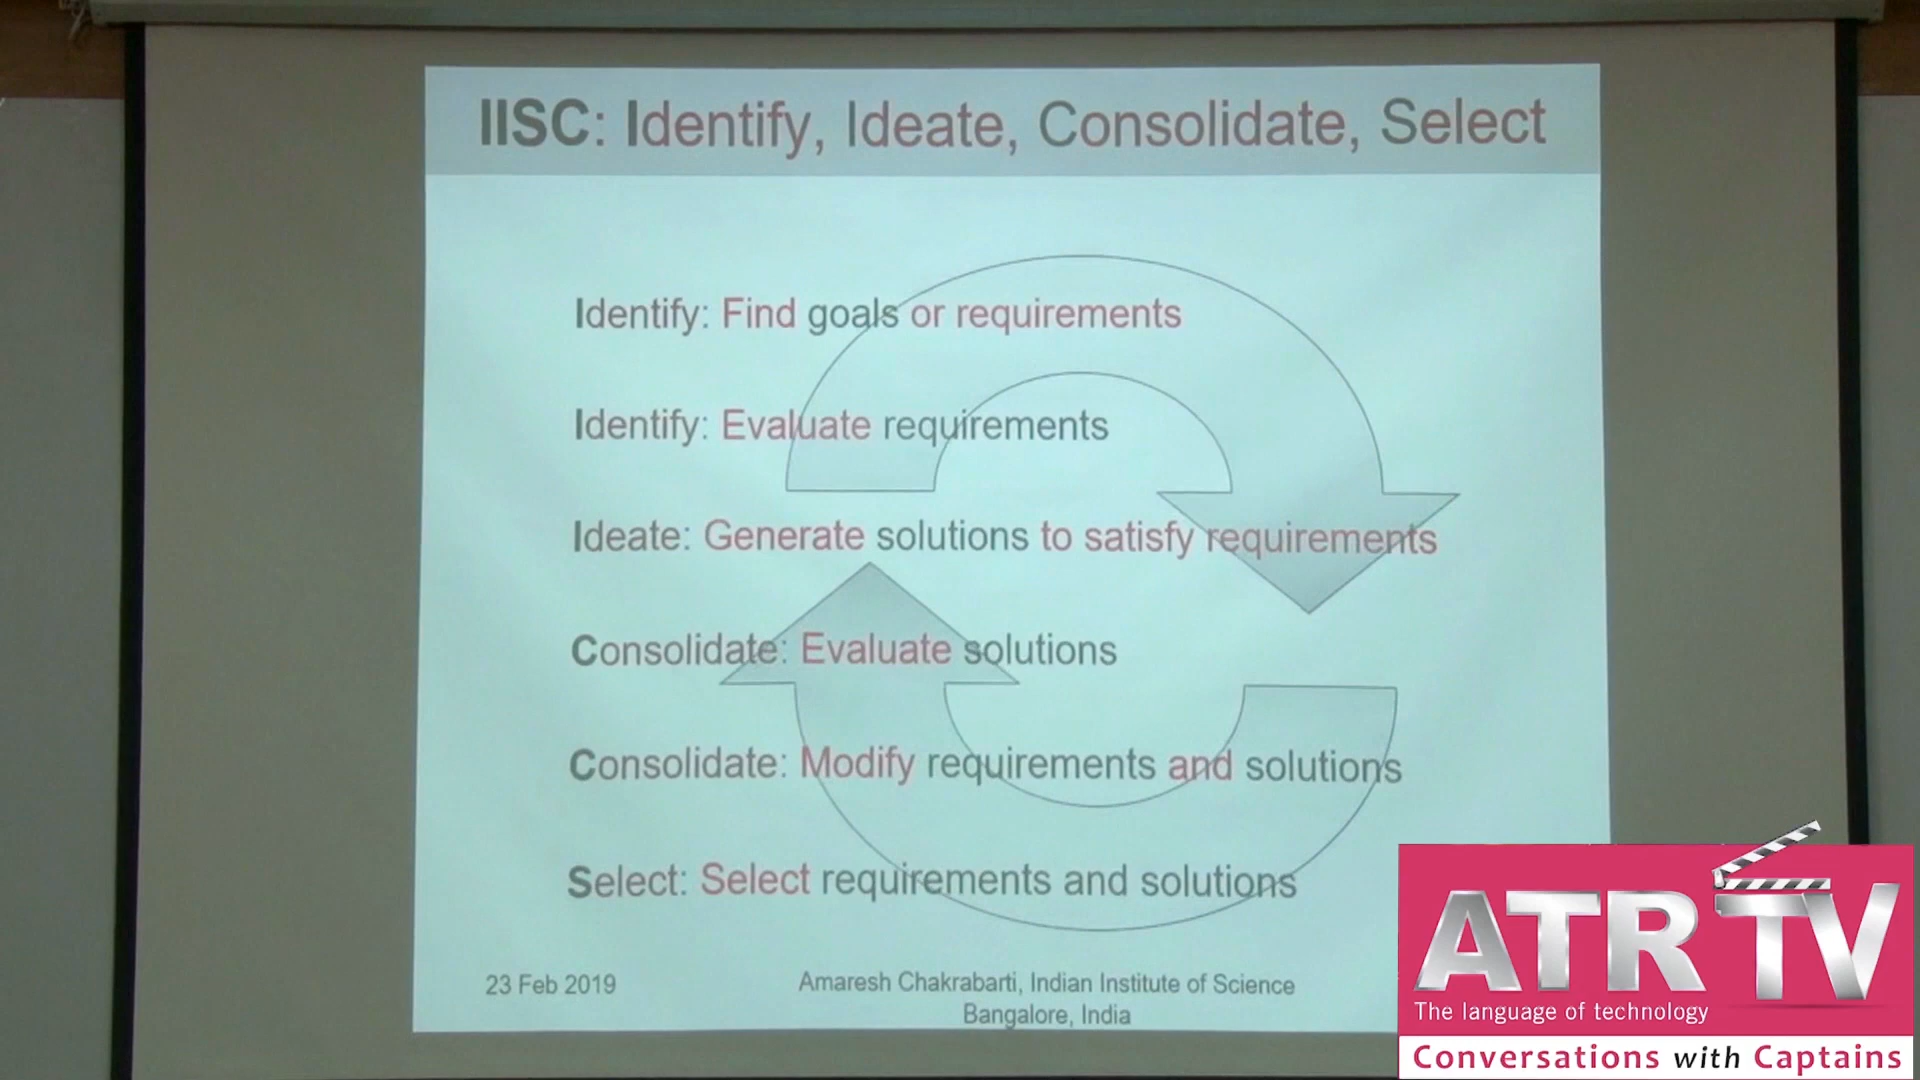 IISC: Identify, Ideate, Consolidate, Select
Identify: Find goals or requirements
Identify: Evaluate requirements
Ideate: Generate solutions to satisfy requirements
Consolidate: Evaluate solutions
Consolidate: Modify requirements and solutions
Select: Select requirements and solutions
23 Feb 2019
Amaresh Chakrabarti, Indian Institute of Science
Bangalore, India
ATR TV
The language of technology
Conversations with Captains